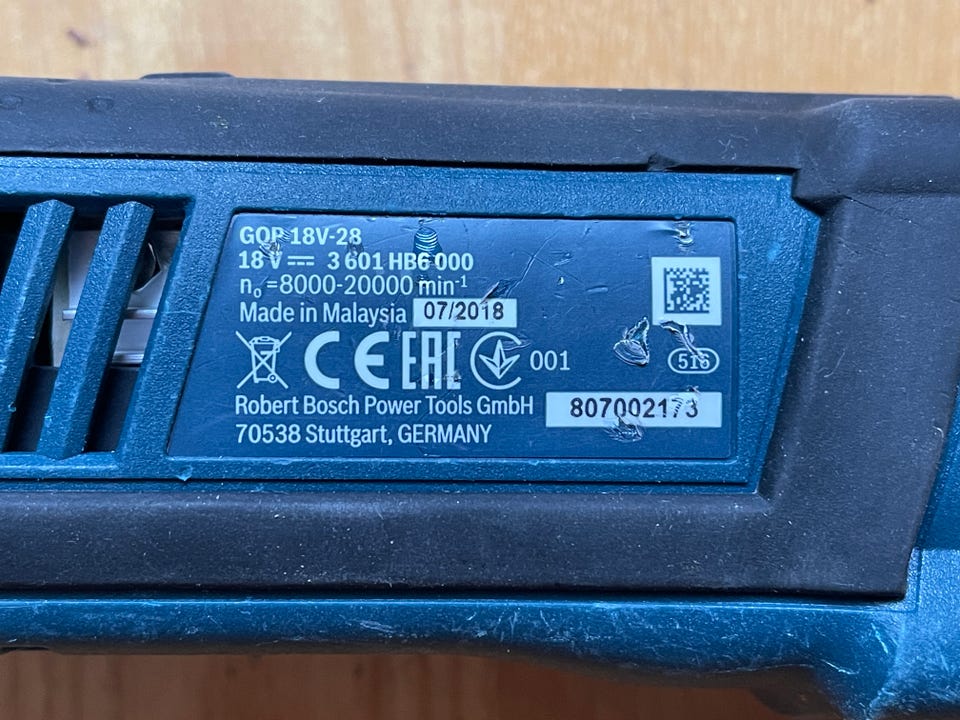 GOP 18V-28
18 V ⎓ 3 601 HB6 000
n₀ =8000-20000 min⁻¹
Made in Malaysia 07/2018
CE EAC 001
516
Robert Bosch Power Tools GmbH 807002173
70538 Stuttgart, GERMANY